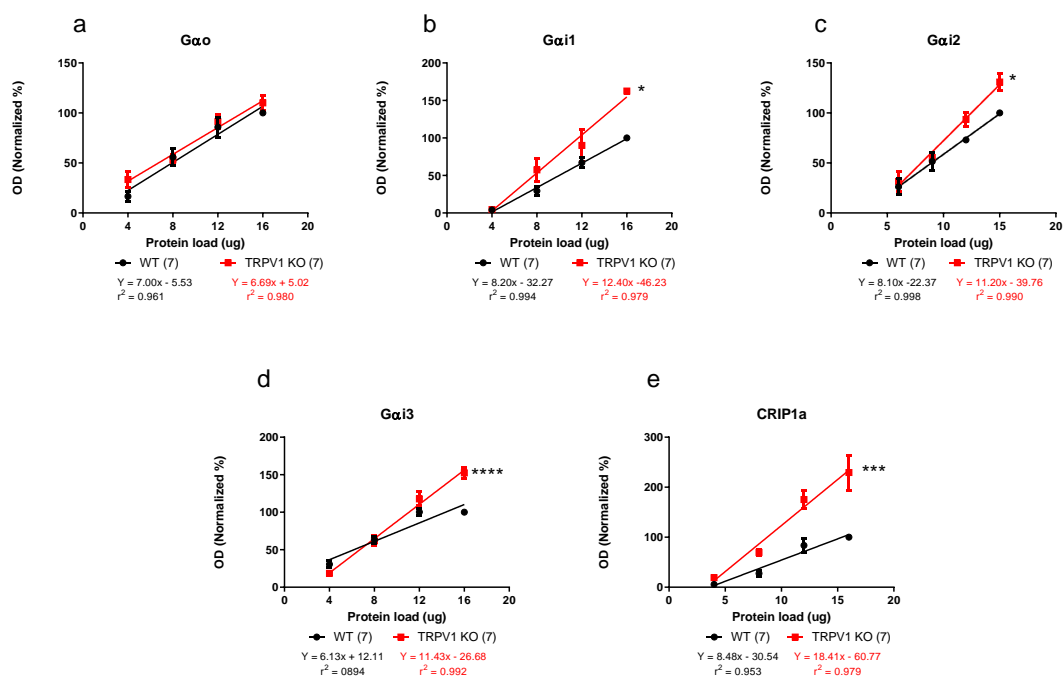 a
Gαo
OD (Normalized %)
150
100
50
0
0 4 8 12 16 20
Protein load (ug)
WT (7) TRPV1 KO (7)
Y = 7.00x - 5.53 Y = 6.69x + 5.02
r² = 0.961 r² = 0.980
b
Gαi1
OD (Normalized %)
200
150
100
50
0
0 4 8 12 16 20
*
Protein load (ug)
WT (7) TRPV1 KO (7)
Y = 8.20x - 32.27 Y = 12.40x -46.23
r² = 0.994 r² = 0.979
c
Gαi2
OD (Normalized %)
150
100
50
0
0 5 10 15 20
*
Protein load (ug)
WT (7) TRPV1 KO (7)
Y = 8.10x -22.37 Y = 11.20x - 39.76
r² = 0.998 r² = 0.990
d
Gαi3
OD (Normalized %)
200
150
100
50
0
0 4 8 12 16 20
****
Protein load (ug)
WT (7) TRPV1 KO (7)
Y = 6.13x + 12.11 Y = 11.43x - 26.68
r² = 0894 r² = 0.992
e
CRIP1a
OD (Normalized %)
300
200
100
0
0 5 10 15 20
***
Protein load (ug)
WT (7) TRPV1 KO (7)
Y = 8.48x - 30.54 Y = 18.41x - 60.77
r² = 0.953 r² = 0.979